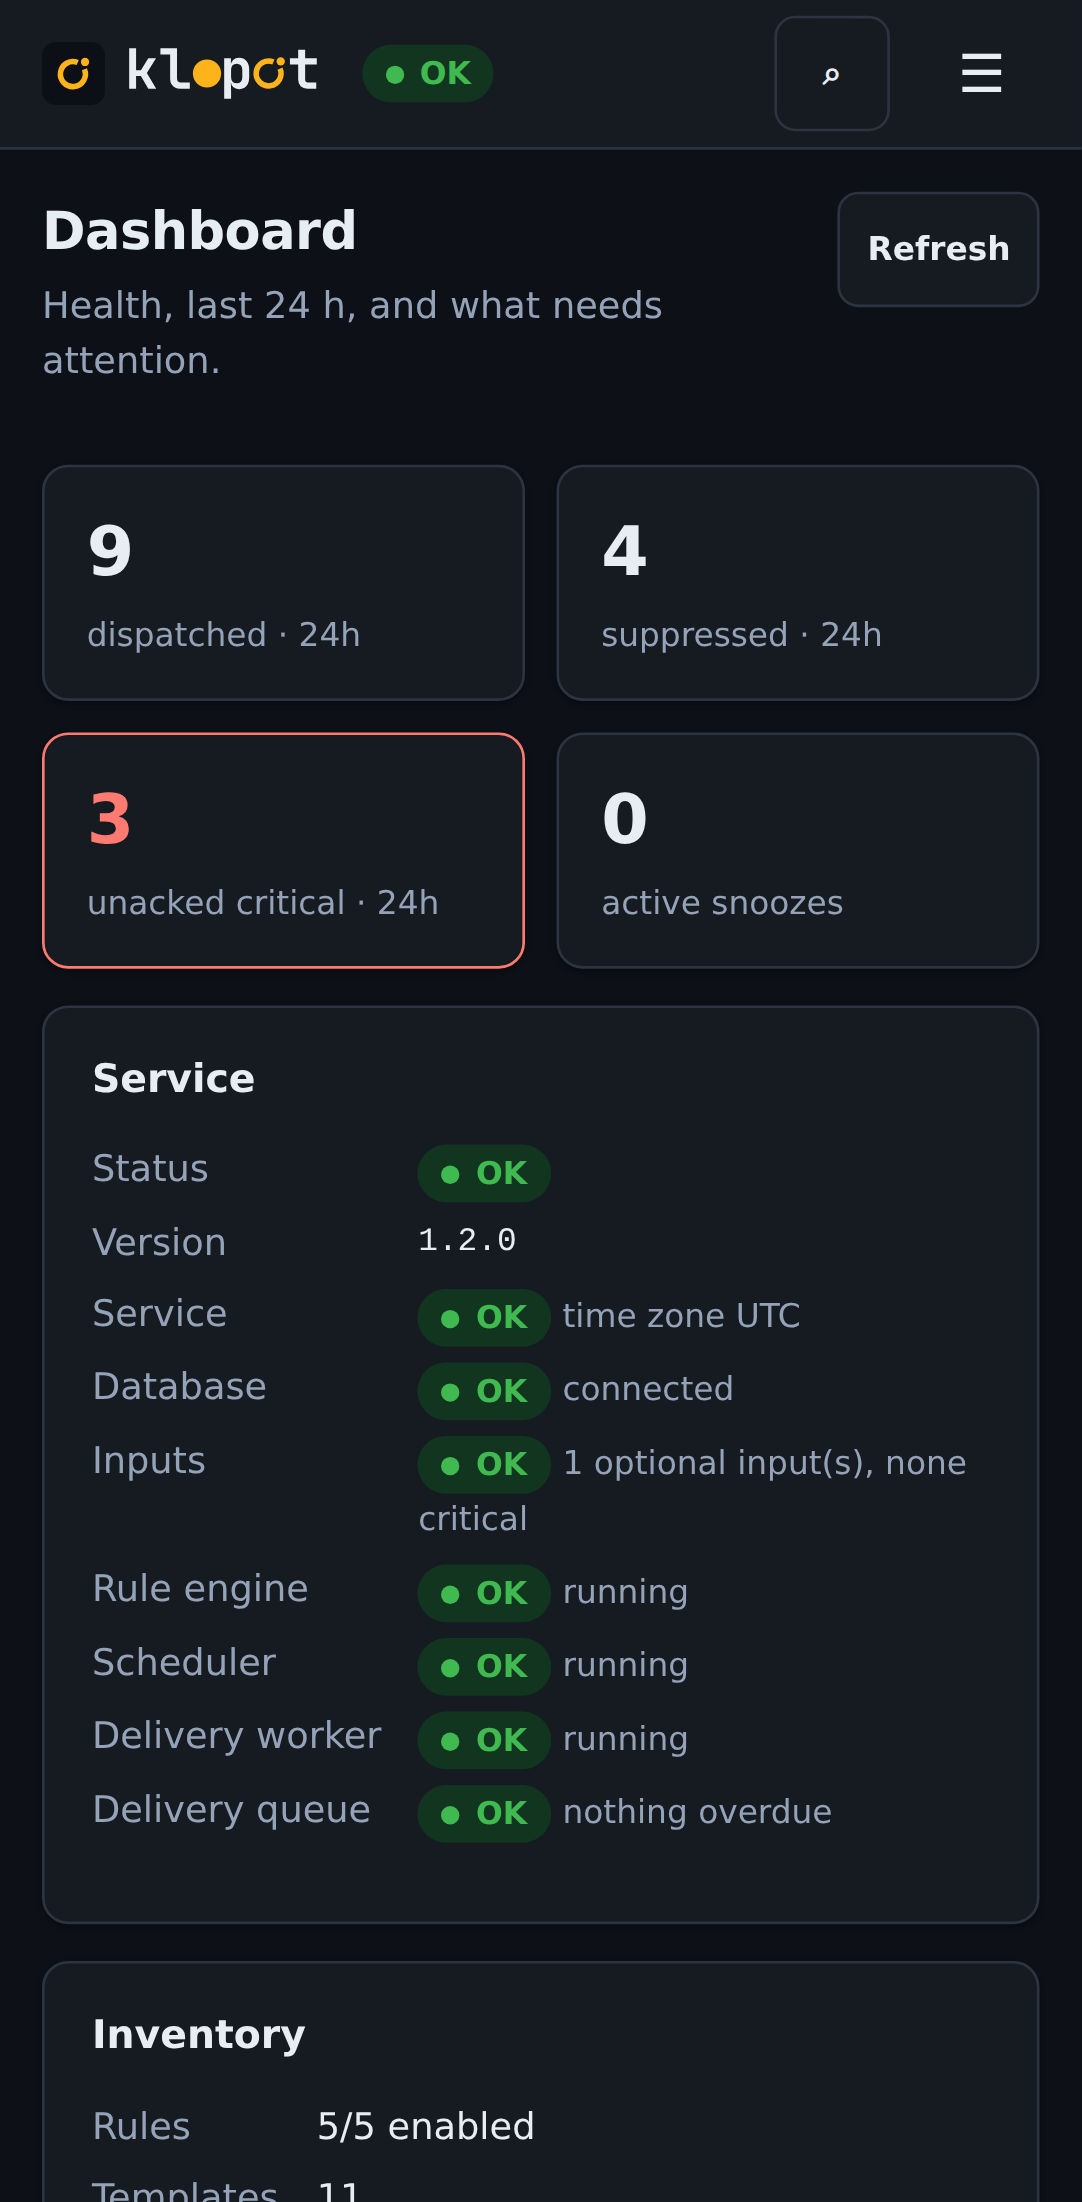 klopot
OK
Dashboard
Refresh
Health, last 24 h, and what needs
attention.
9
dispatched · 24h
4
suppressed · 24h
3
unacked critical · 24h
0
active snoozes
Service
Status OK
Version 1.2.0
Service OK time zone UTC
Database OK connected
Inputs OK 1 optional input(s), none
critical
Rule engine OK running
Scheduler OK running
Delivery worker OK running
Delivery queue OK nothing overdue
Inventory
Rules 5/5 enabled
Templates 11